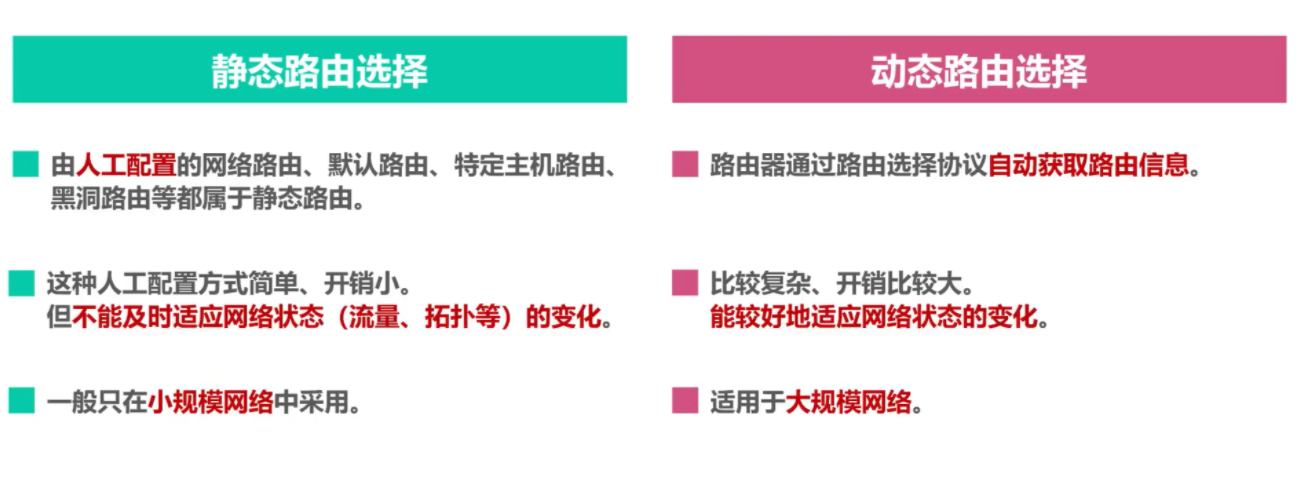 静态路由选择
由人工配置的网络路由、默认路由、特定主机路由、
黑洞路由等都属于静态路由。
这种人工配置方式简单、开销小。
但不能及时适应网络状态（流量、拓扑等）的变化。
一般只在小规模网络中采用。
动态路由选择
路由器通过路由选择协议自动获取路由信息。
比较复杂、开销比较大。
能较好地适应网络状态的变化。
适用于大规模网络。